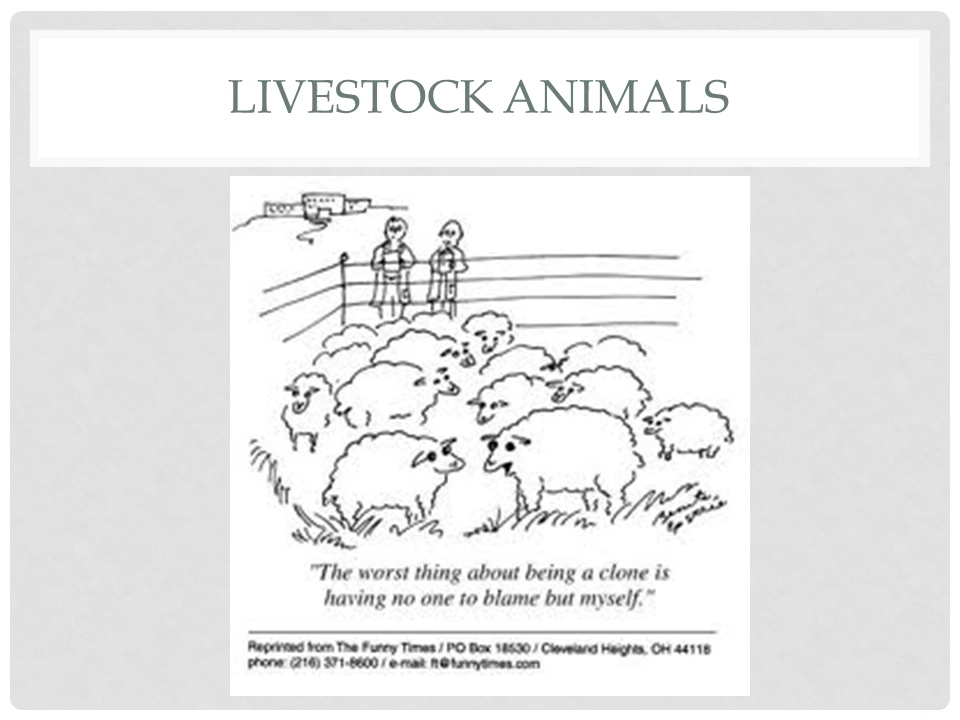 LIVESTOCK ANIMALS
"The worst thing about being a clone is
having no one to blame but myself."
Reprinted from The Funny Times / PO Box 18530 / Cleveland Heights, OH 44118
phone: (216) 371-8600 / e-mail: ft@funnytimes.com